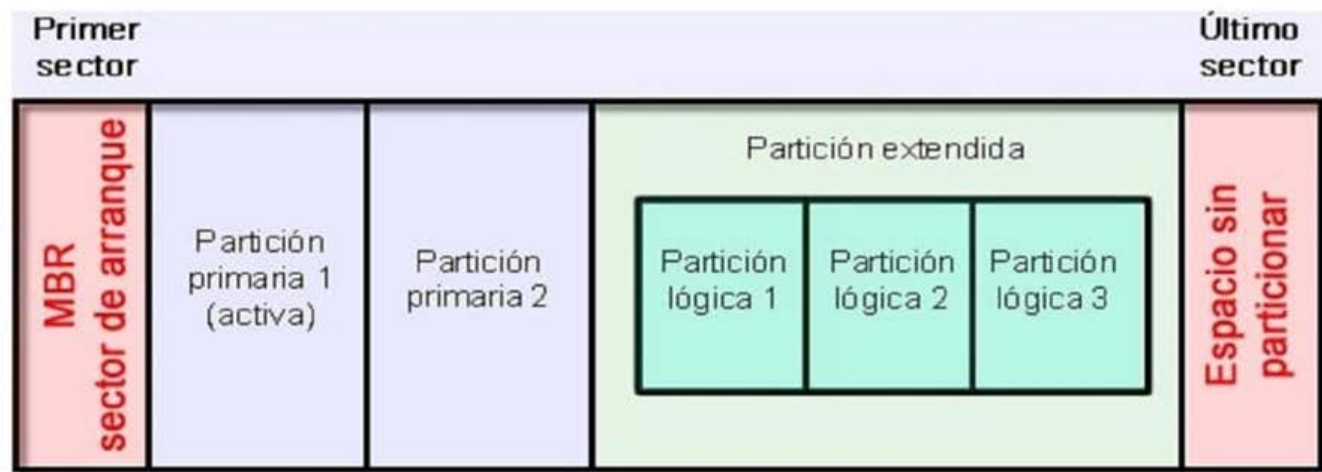 Primer
sector
Último
sector
MBR
sector de arranque
Partición
primaria 1
(activa)
Partición
primaria 2
Partición extendida
Partición
lógica 1
Partición
lógica 2
Partición
lógica 3
Espacio sin
particionar